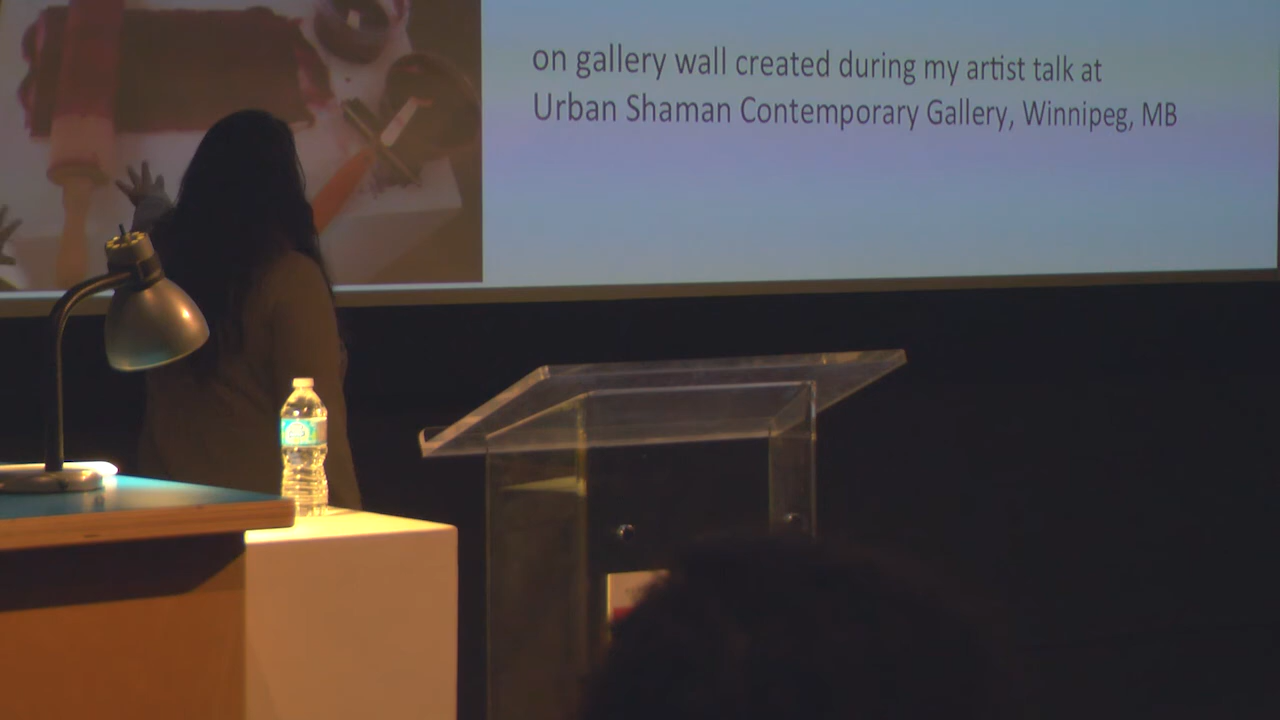 on gallery wall created during my artist talk at
Urban Shaman Contemporary Gallery, Winnipeg, MB